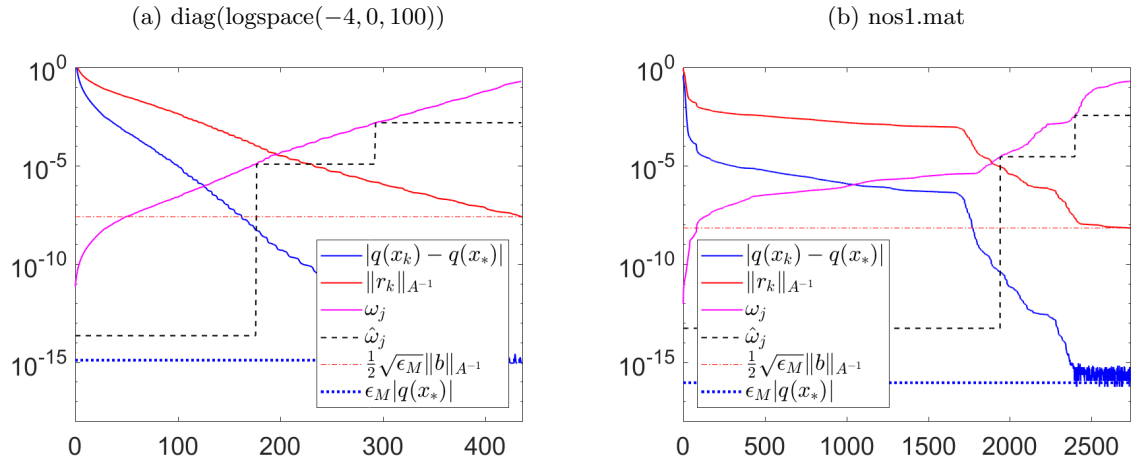 (a) diag(logspace(−4, 0, 100))
10^0
10^-5
10^-10
10^-15
0 100 200 300 400
|q(x_k) − q(x_*)|
‖r_k‖_{A^{-1}}
ω_j
ω̂_j
½√ϵ_M‖b‖_{A^{-1}}
ϵ_M|q(x_*)|
(b) nos1.mat
10^0
10^-5
10^-10
10^-15
0 500 1000 1500 2000 2500
|q(x_k) − q(x_*)|
‖r_k‖_{A^{-1}}
ω_j
ω̂_j
½√ϵ_M‖b‖_{A^{-1}}
ϵ_M|q(x_*)|